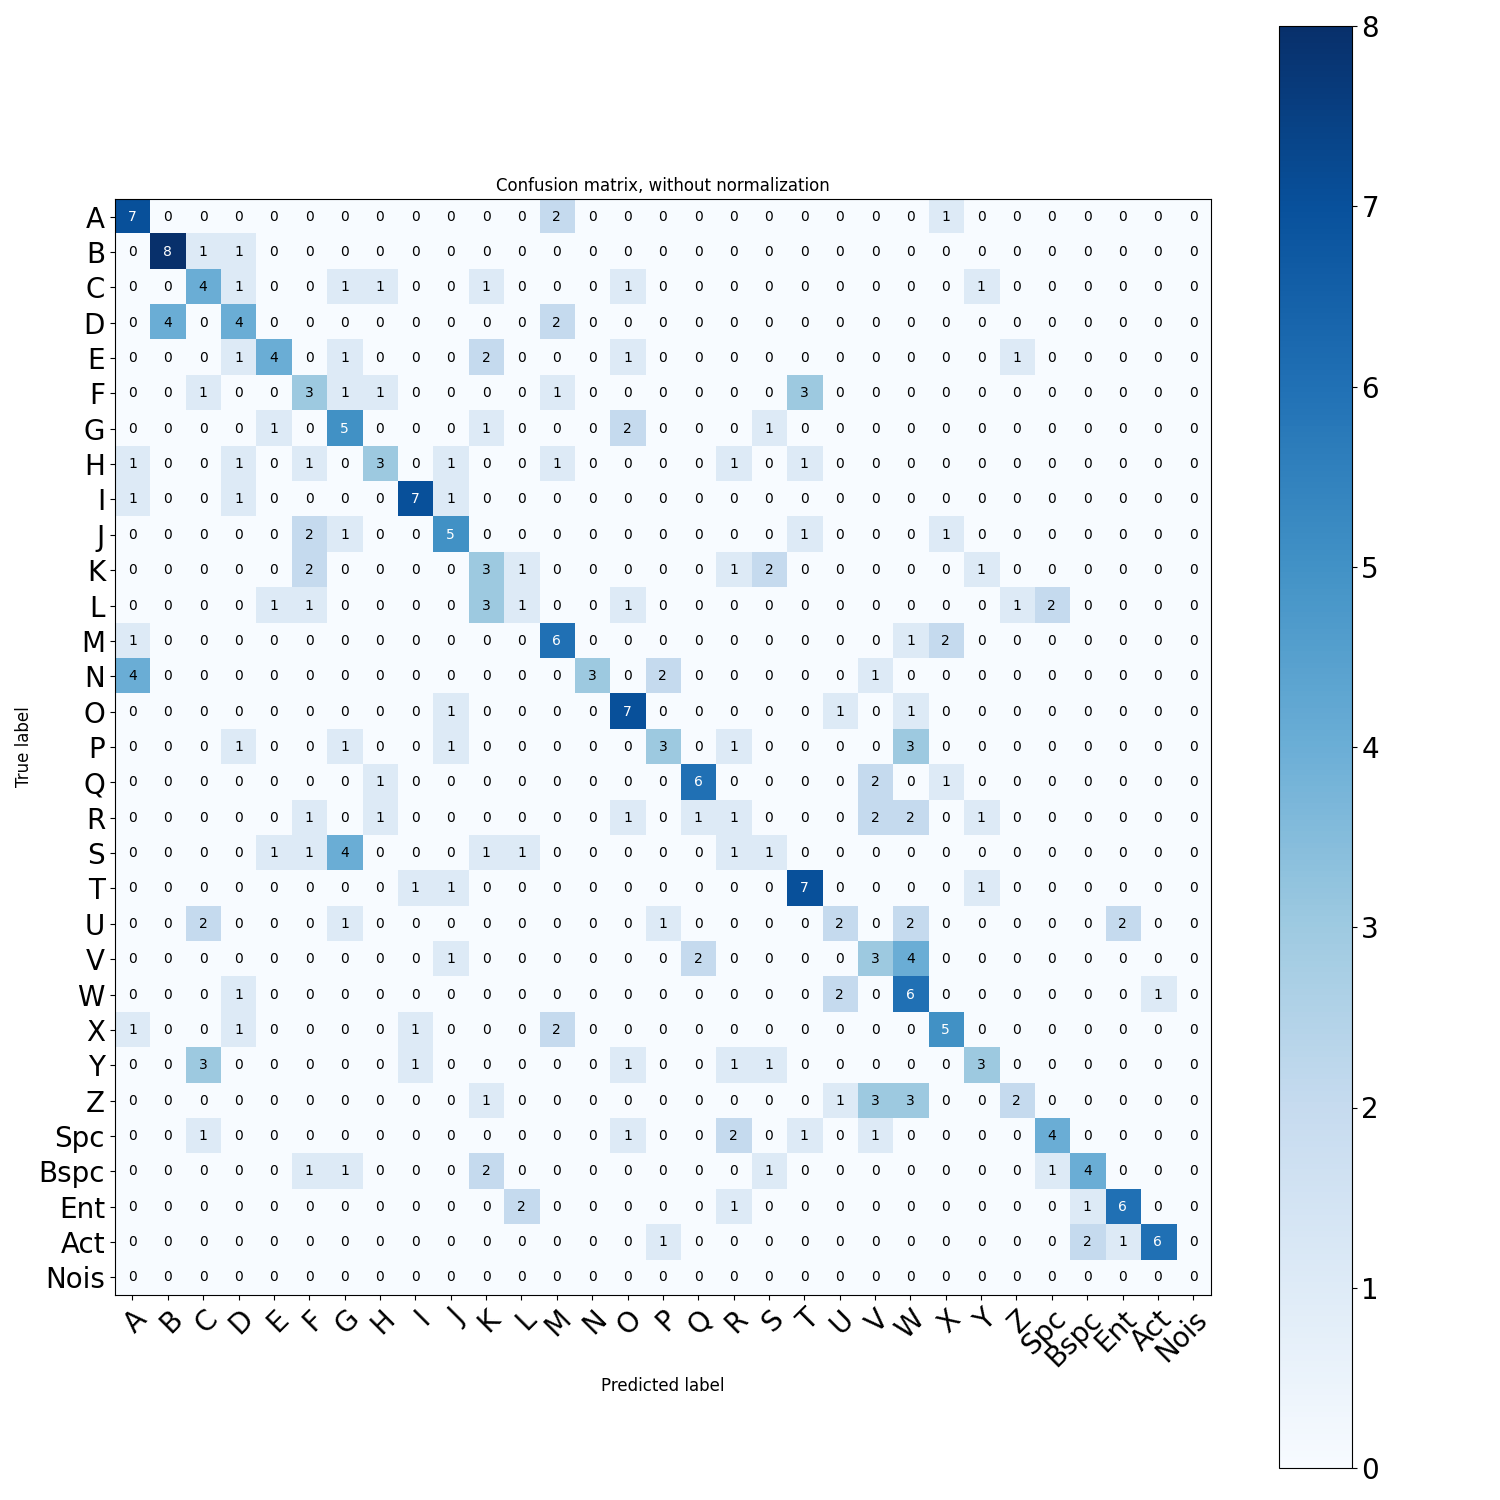 Confusion matrix, without normalization
True label
A 7 0 0 0 0 0 0 0 0 0 0 0 2 0 0 0 0 0 0 0 0 0 0 1 0 0 0 0 0 0 0
B 0 8 1 1 0 0 0 0 0 0 0 0 0 0 0 0 0 0 0 0 0 0 0 0 0 0 0 0 0 0 0
C 0 0 4 1 0 0 1 1 0 0 1 0 0 0 1 0 0 0 0 0 0 0 0 0 1 0 0 0 0 0 0
D 0 4 0 4 0 0 0 0 0 0 0 0 2 0 0 0 0 0 0 0 0 0 0 0 0 0 0 0 0 0 0
E 0 0 0 1 4 0 1 0 0 0 2 0 0 0 1 0 0 0 0 0 0 0 0 0 0 1 0 0 0 0 0
F 0 0 1 0 0 3 1 1 0 0 0 0 1 0 0 0 0 0 0 3 0 0 0 0 0 0 0 0 0 0 0
G 0 0 0 0 1 0 5 0 0 0 1 0 0 0 2 0 0 0 1 0 0 0 0 0 0 0 0 0 0 0 0
H 1 0 0 1 0 1 0 3 0 1 0 0 1 0 0 0 0 1 0 1 0 0 0 0 0 0 0 0 0 0 0
I 1 0 0 1 0 0 0 0 7 1 0 0 0 0 0 0 0 0 0 0 0 0 0 0 0 0 0 0 0 0 0
J 0 0 0 0 0 2 1 0 0 5 0 0 0 0 0 0 0 0 0 1 0 0 0 1 0 0 0 0 0 0 0
K 0 0 0 0 0 2 0 0 0 0 3 1 0 0 0 0 0 1 2 0 0 0 0 0 1 0 0 0 0 0 0
L 0 0 0 0 1 1 0 0 0 0 3 1 0 0 1 0 0 0 0 0 0 0 0 0 0 1 2 0 0 0 0
M 1 0 0 0 0 0 0 0 0 0 0 0 6 0 0 0 0 0 0 0 0 0 1 2 0 0 0 0 0 0 0
N 4 0 0 0 0 0 0 0 0 0 0 0 0 3 0 2 0 0 0 0 0 1 0 0 0 0 0 0 0 0 0
O 0 0 0 0 0 0 0 0 0 1 0 0 0 0 7 0 0 0 0 0 1 0 1 0 0 0 0 0 0 0 0
P 0 0 0 1 0 0 1 0 0 1 0 0 0 0 0 3 0 1 0 0 0 0 3 0 0 0 0 0 0 0 0
Q 0 0 0 0 0 0 0 1 0 0 0 0 0 0 0 0 6 0 0 0 0 2 0 1 0 0 0 0 0 0 0
R 0 0 0 0 0 1 0 1 0 0 0 0 0 0 1 0 1 1 0 0 0 2 2 0 1 0 0 0 0 0 0
S 0 0 0 0 1 1 4 0 0 0 1 1 0 0 0 0 0 1 1 0 0 0 0 0 0 0 0 0 0 0 0
T 0 0 0 0 0 0 0 0 1 1 0 0 0 0 0 0 0 0 0 7 0 0 0 0 1 0 0 0 0 0 0
U 0 0 2 0 0 0 1 0 0 0 0 0 0 0 0 1 0 0 0 0 2 0 2 0 0 0 0 0 2 0 0
V 0 0 0 0 0 0 0 0 0 1 0 0 0 0 0 0 2 0 0 0 0 3 4 0 0 0 0 0 0 0 0
W 0 0 0 1 0 0 0 0 0 0 0 0 0 0 0 0 0 0 0 0 2 0 6 0 0 0 0 0 0 1 0
X 1 0 0 1 0 0 0 0 1 0 0 0 2 0 0 0 0 0 0 0 0 0 0 5 0 0 0 0 0 0 0
Y 0 0 3 0 0 0 0 0 1 0 0 0 0 0 1 0 0 1 1 0 0 0 0 0 3 0 0 0 0 0 0
Z 0 0 0 0 0 0 0 0 0 0 1 0 0 0 0 0 0 0 0 0 1 3 3 0 0 2 0 0 0 0 0
Spc 0 0 1 0 0 0 0 0 0 0 0 0 0 0 1 0 0 2 0 1 0 1 0 0 0 0 4 0 0 0 0
Bspc 0 0 0 0 0 1 1 0 0 0 2 0 0 0 0 0 0 0 1 0 0 0 0 0 0 0 1 4 0 0 0
Ent 0 0 0 0 0 0 0 0 0 0 0 2 0 0 0 0 0 1 0 0 0 0 0 0 0 0 0 1 6 0 0
Act 0 0 0 0 0 0 0 0 0 0 0 0 0 0 0 1 0 0 0 0 0 0 0 0 0 0 0 2 1 6 0
Nois 0 0 0 0 0 0 0 0 0 0 0 0 0 0 0 0 0 0 0 0 0 0 0 0 0 0 0 0 0 0 0
A B C D E F G H I J K L M N O P Q R S T U V W X Y Z Spc Bspc Ent Act Nois
Predicted label
8
7
6
5
4
3
2
1
0